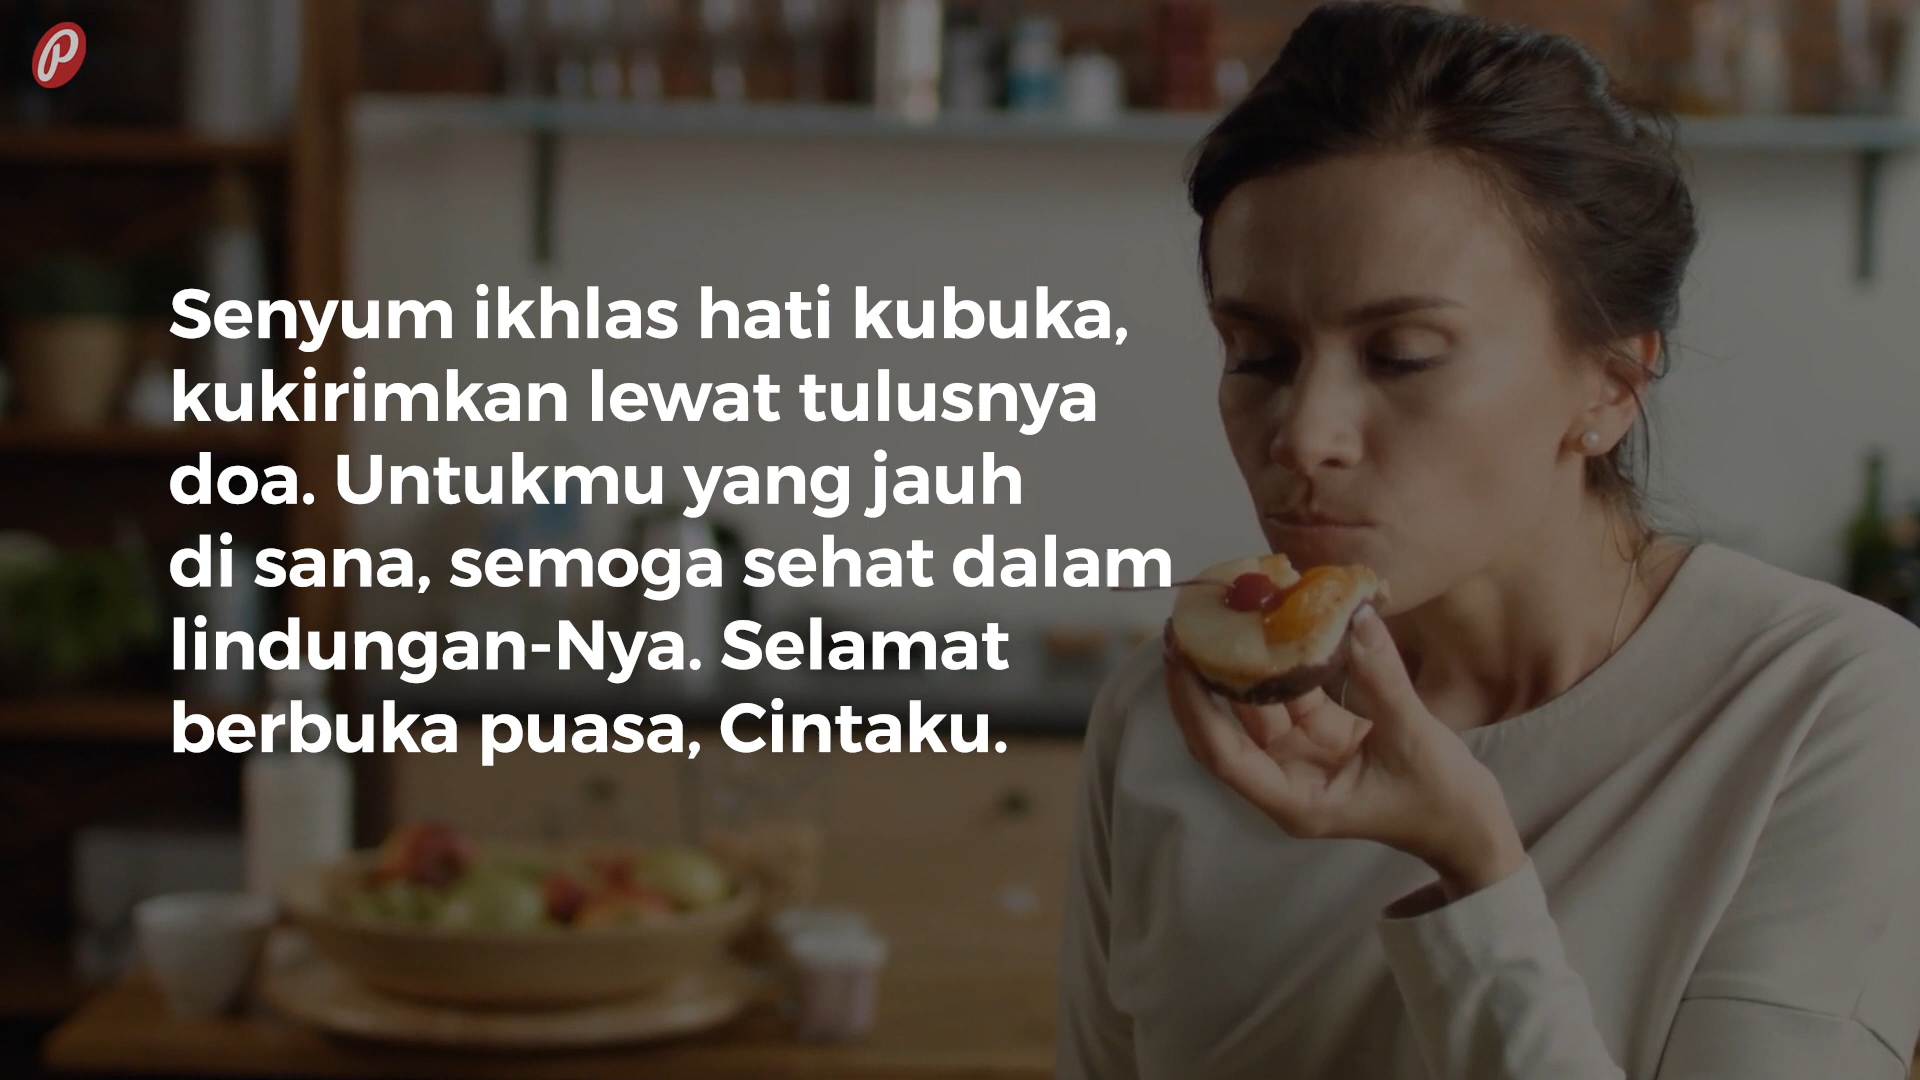 P
Senyum ikhlas hati kubuka,
kukirimkan lewat tulusnya
doa. Untukmu yang jauh
di sana, semoga sehat dalam
lindungan-Nya. Selamat
berbuka puasa, Cintaku.